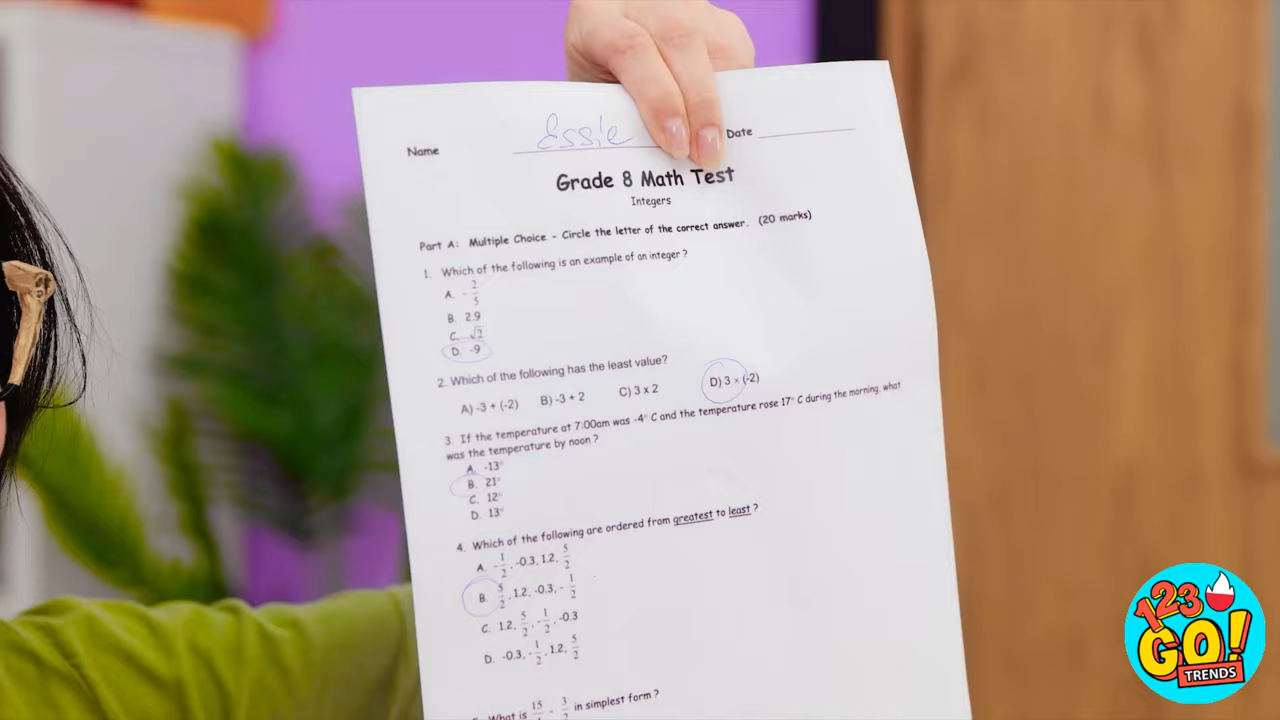 Name Essie Date
Grade 8 Math Test
Integers
Part A: Multiple Choice - Circle the letter of the correct answer. (20 marks)
1. Which of the following is an example of an integer ?
A. - 2/5
B. 2.9
C. √2
D. -9
2. Which of the following has the least value?
A) -3 + (-2) B) -3 + 2 C) 3 x 2 D) 3 × (-2)
3. If the temperature at 7:00am was -4° C and the temperature rose 17° C during the morning, what
was the temperature by noon ?
A. -13°
B. 21°
C. 12°
D. 13°
4. Which of the following are ordered from greatest to least ?
A. - 1/2, -0.3, 1.2, 5/2
B. 5/2, 1.2, -0.3, - 1/2
C. 1.2, 5/2, - 1/2, -0.3
D. -0.3, - 1/2, 1.2, 5/2
What is 15 - 3 in simplest form ?
123
GO!
TRENDS